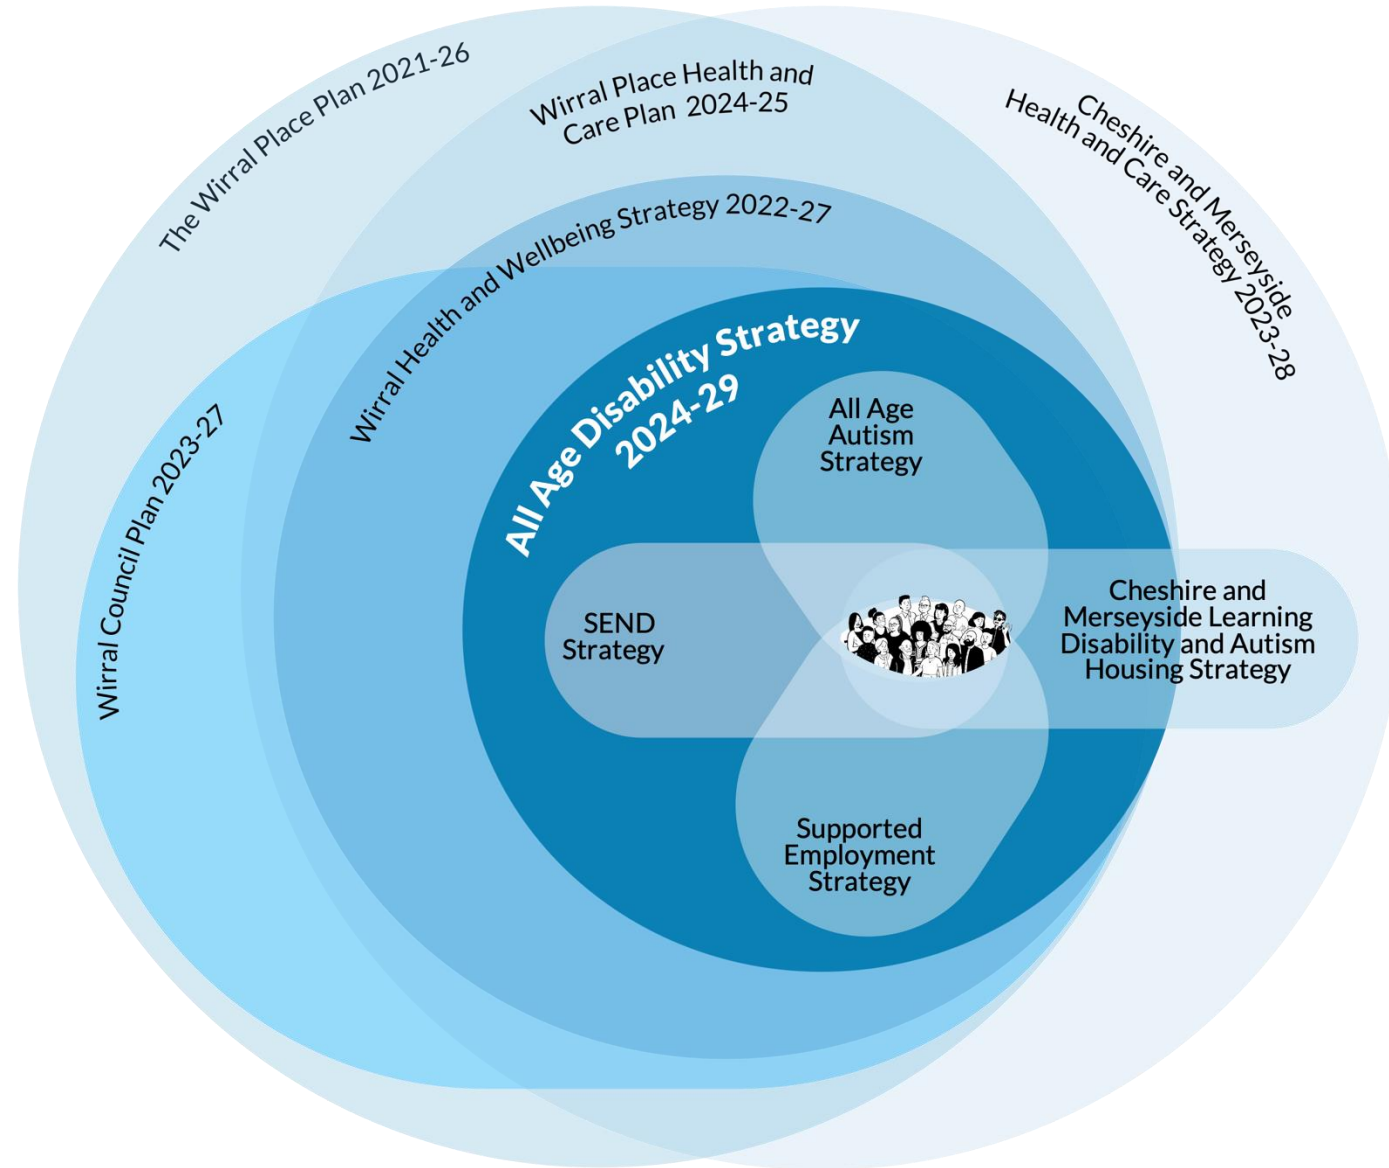 The Wirral Place Plan 2021-26
Wirral Place Health and
Care Plan 2024-25
Cheshire and Merseyside
Health and Care Strategy 2023-28
Wirral Health and Wellbeing Strategy 2022-27
Wirral Council Plan 2023-27
All Age Disability Strategy
2024-29
All Age
Autism
Strategy
SEND
Strategy
Cheshire and
Merseyside Learning
Disability and Autism
Housing Strategy
Supported
Employment
Strategy